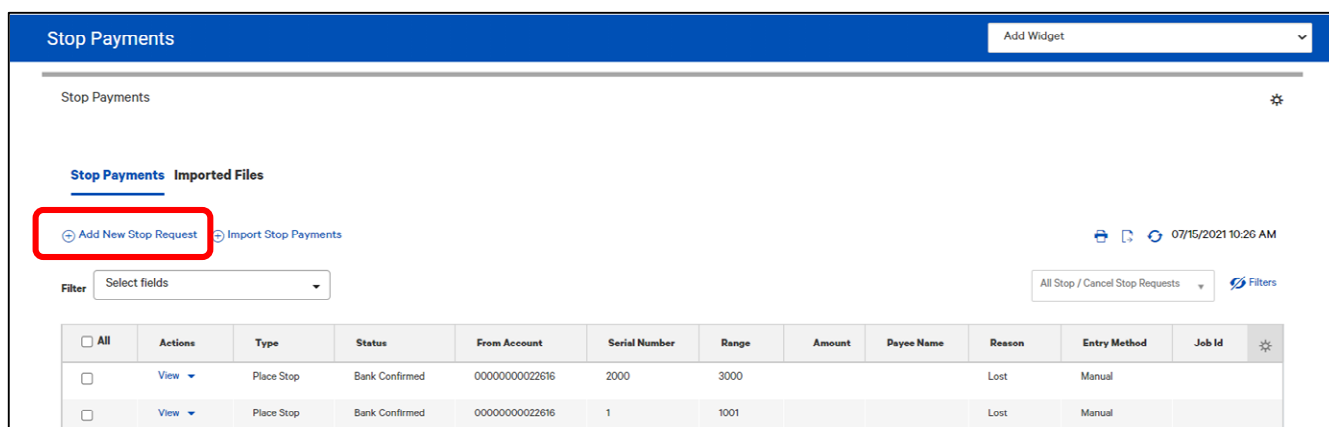 Stop Payments Add Widget
Stop Payments
Stop Payments Imported Files
Add New Stop Request Import Stop Payments 07/15/2021 10:26 AM
Filter Select fields All Stop / Cancel Stop Requests Filters
All Actions Type Status From Account Serial Number Range Amount Payee Name Reason Entry Method Job Id
View Place Stop Bank Confirmed 00000000022616 2000 3000 Lost Manual
View Place Stop Bank Confirmed 00000000022616 1 1001 Lost Manual